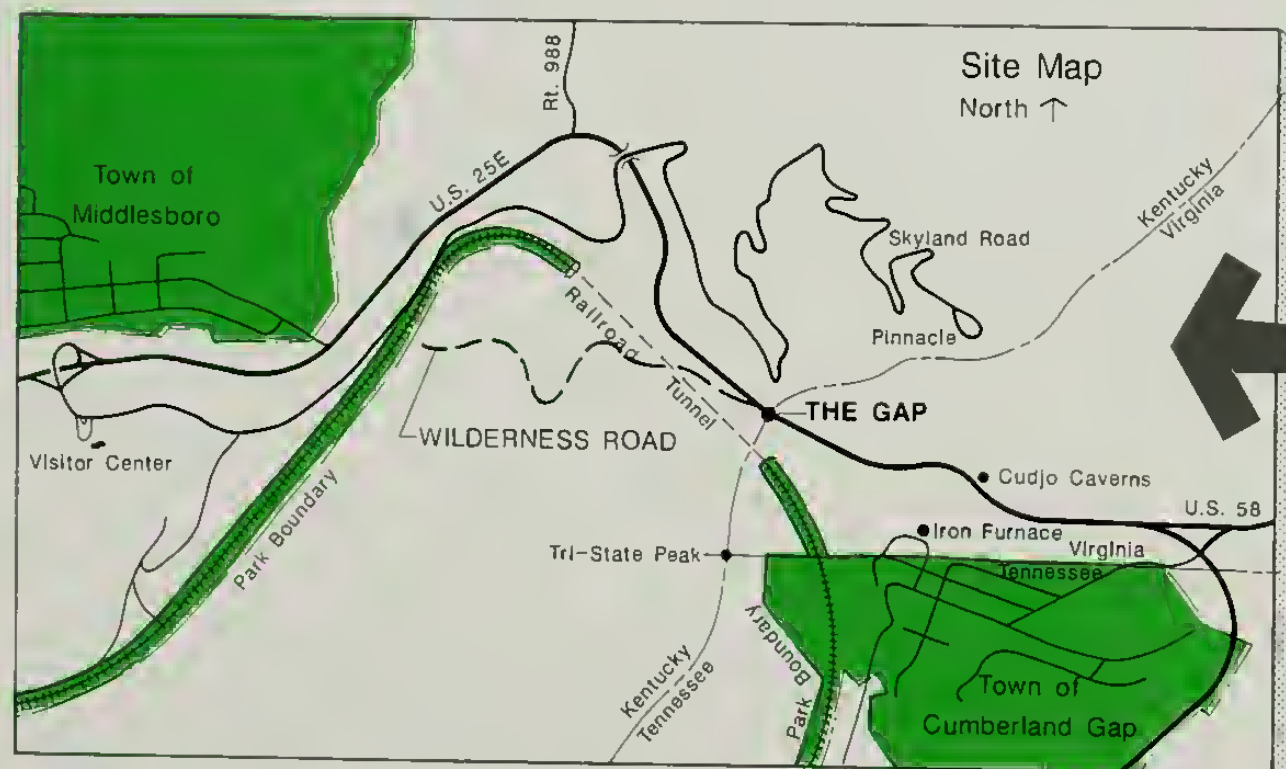 Site Map
North ↑
Rt. 988
Town of
Middlesboro
U.S. 25E
Kentucky
Virginia
Skyland Road
Pinnacle
Railroad
Tunnel
THE GAP
WILDERNESS ROAD
Visitor Center
Park Boundary
Cudjo Caverns
U.S. 58
Iron Furnace
Virginia
Tennessee
Tri-State Peak
Park Boundary
Kentucky
Tennessee
Town of
Cumberland Gap